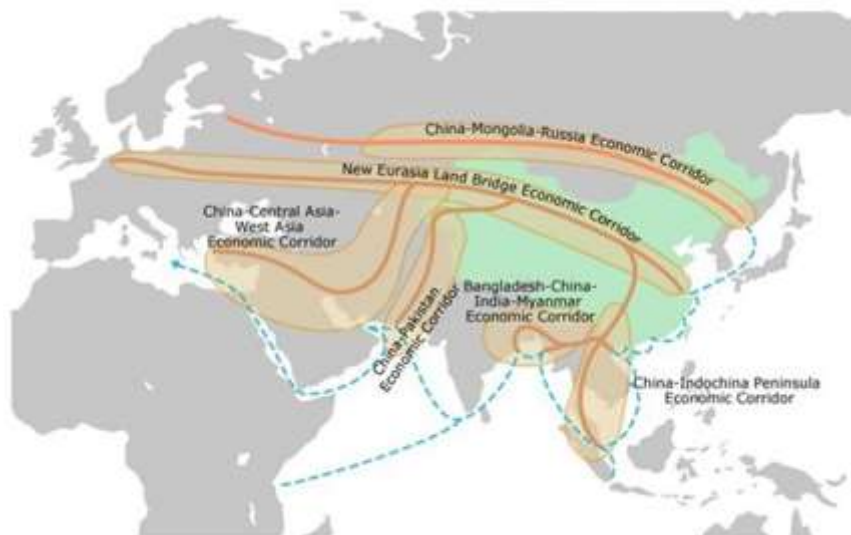 China-Mongolia-Russia Economic Corridor
New Eurasia Land Bridge Economic Corridor
China-Central Asia-
West Asia
Economic Corridor
China-Pakistan
Economic Corridor
Bangladesh-China-
India-Myanmar
Economic Corridor
China-Indochina Peninsula
Economic Corridor